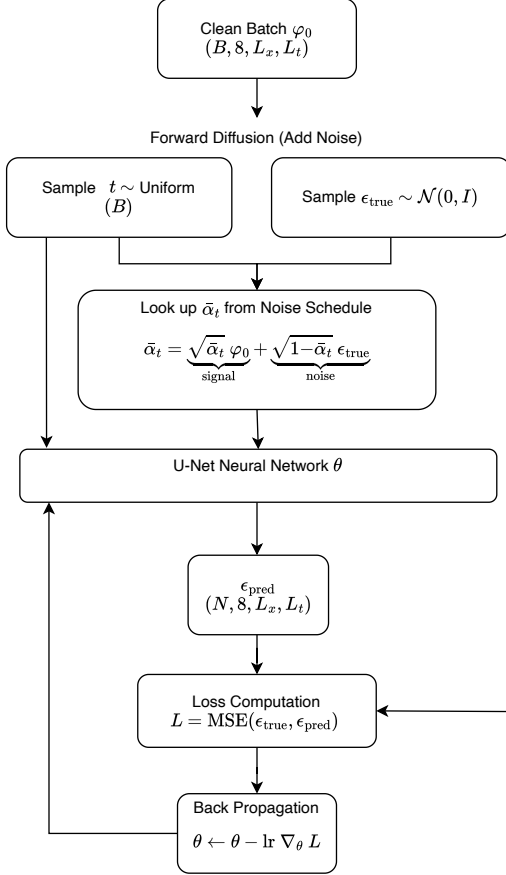 Clean Batch φ₀
(B, 8, Lₓ, Lₜ)
Forward Diffusion (Add Noise)
Sample t ∼ Uniform
(B)
Sample ϵ_true ∼ 𝒩(0, I)
Look up ᾱₜ from Noise Schedule
ᾱₜ = √ᾱₜ φ₀ + √1−ᾱₜ ϵ_true
signal noise
U-Net Neural Network θ
ϵ_pred
(N, 8, Lₓ, Lₜ)
Loss Computation
L = MSE(ϵ_true, ϵ_pred)
Back Propagation
θ ← θ − lr ∇_θ L